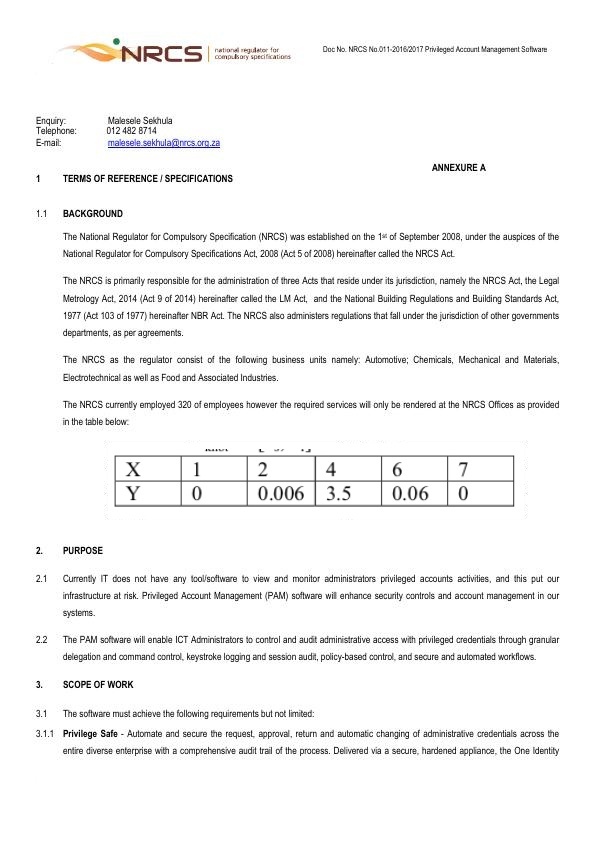 NRCS
national regulator for
compulsory specifications
Doc No. NRCS No.011-2016/2017 Privileged Account Management Software
Enquiry: Malesele Sekhula
Telephone: 012 482 8714
E-mail: malesele.sekhula@nrcs.org.za
ANNEXURE A
1 TERMS OF REFERENCE / SPECIFICATIONS
1.1 BACKGROUND
The National Regulator for Compulsory Specification (NRCS) was established on the 1st of September 2008, under the auspices of the
National Regulator for Compulsory Specifications Act, 2008 (Act 5 of 2008) hereinafter called the NRCS Act.
The NRCS is primarily responsible for the administration of three Acts that reside under its jurisdiction, namely the NRCS Act, the Legal
Metrology Act, 2014 (Act 9 of 2014) hereinafter called the LM Act, and the National Building Regulations and Building Standards Act,
1977 (Act 103 of 1977) hereinafter NBR Act. The NRCS also administers regulations that fall under the jurisdiction of other governments
departments, as per agreements.
The NRCS as the regulator consist of the following business units namely: Automotive; Chemicals, Mechanical and Materials,
Electrotechnical as well as Food and Associated Industries.
The NRCS currently employed 320 of employees however the required services will only be rendered at the NRCS Offices as provided
in the table below:
X 1 2 4 6 7
Y 0 0.006 3.5 0.06 0
2. PURPOSE
2.1 Currently IT does not have any tool/software to view and monitor administrators privileged accounts activities, and this put our
infrastructure at risk. Privileged Account Management (PAM) software will enhance security controls and account management in our
systems.
2.2 The PAM software will enable ICT Administrators to control and audit administrative access with privileged credentials through granular
delegation and command control, keystroke logging and session audit, policy-based control, and secure and automated workflows.
3. SCOPE OF WORK
3.1 The software must achieve the following requirements but not limited:
3.1.1 Privilege Safe - Automate and secure the request, approval, return and automatic changing of administrative credentials across the
entire diverse enterprise with a comprehensive audit trail of the process. Delivered via a secure, hardened appliance, the One Identity